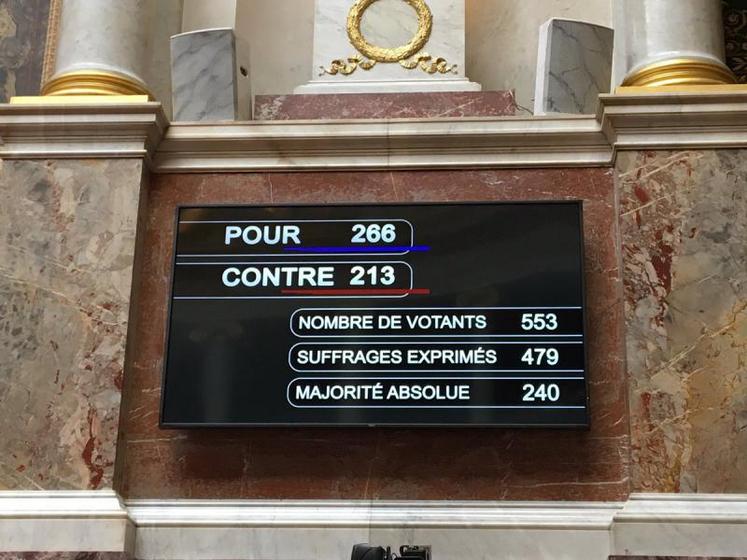 POUR 266
CONTRE 213
NOMBRE DE VOTANTS 553
SUFFRAGES EXPRIMÉS 479
MAJORITÉ ABSOLUE 240